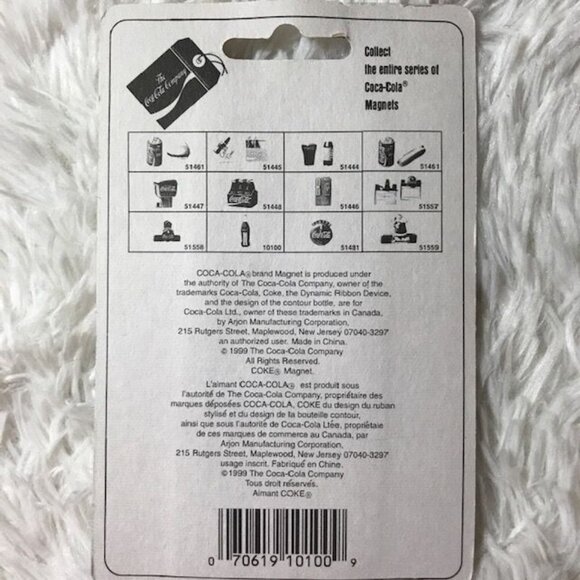 The
Coca-Cola Company
Collect
the entire series of
Coca-Cola®
Magnets
51461 51445 51444 51451
51447 51448 51446 51557
51558 10100 51481 51559
COCA-COLA® brand Magnet is produced under
the authority of The Coca-Cola Company, owner of the
trademarks Coca-Cola, Coke, the Dynamic Ribbon Device,
and the design of the contour bottle, are for
Coca-Cola Ltd., owner of these trademarks in Canada,
by Arjon Manufacturing Corporation,
215 Rutgers Street, Maplewood, New Jersey 07040-3297
an authorized user. Made in China.
© 1999 The Coca-Cola Company
All Rights Reserved.
COKE® Magnet.
L'aimant COCA-COLA® est produit sous
l'autorité de The Coca-Cola Company, propriétaire des
marques déposées COCA-COLA, COKE du design du ruban
stylisé et du design de la bouteille contour,
ainsi que sous l'autorité de Coca-Cola Ltée, propriétaire
de ces marques de commerce au Canada, par
Arjon Manufacturing Corporation,
215 Rutgers Street, Maplewood, New Jersey 07040-3297
usage inscrit. Fabriqué en Chine.
©1999 The Coca-Cola Company
Tous droit réservés.
Aimant COKE®
0 70619 10100 9